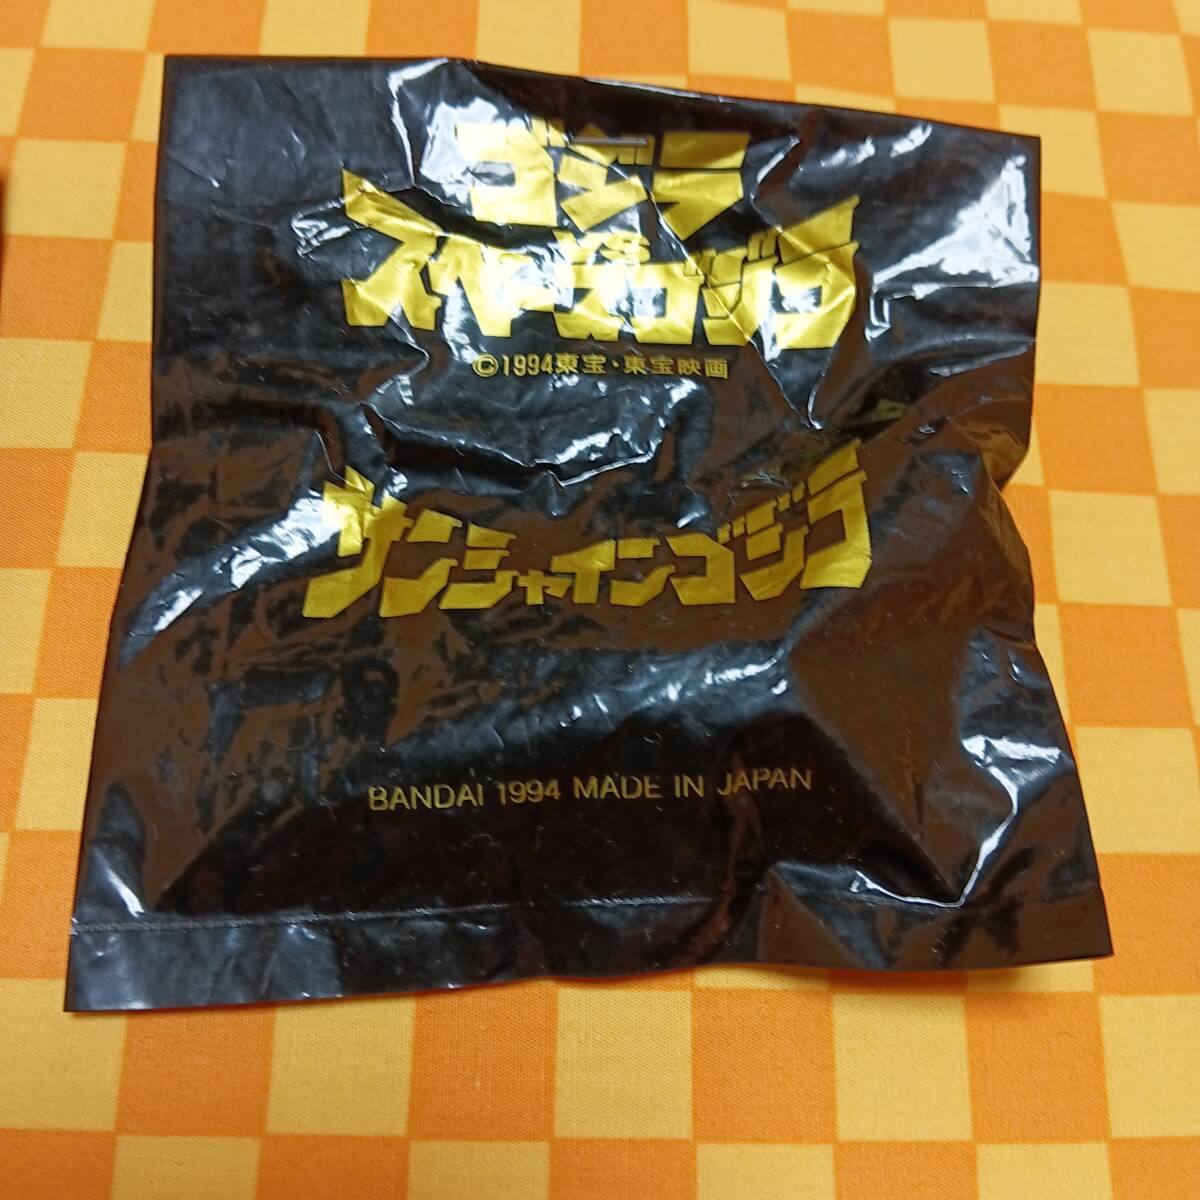 ゴジラ
VS
スペースゴジラ
©1994東宝・東宝映画
サンシャインゴジラ
BANDAI 1994 MADE IN JAPAN